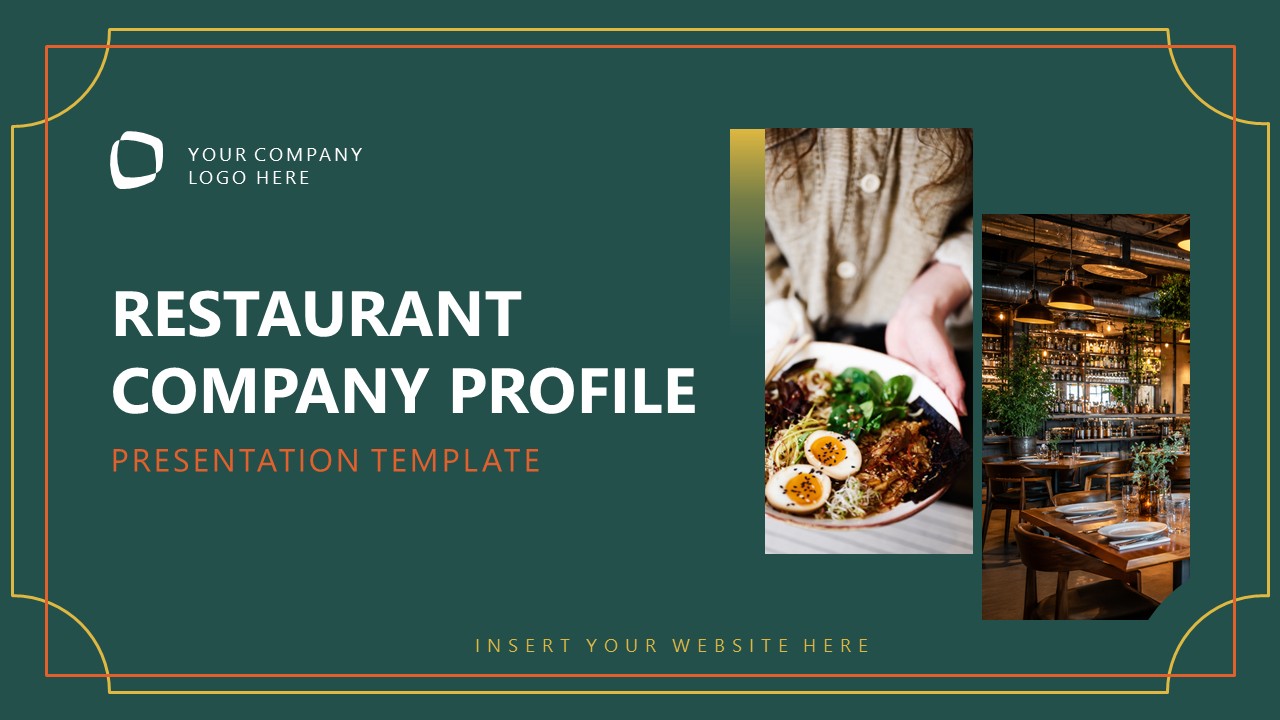 YOUR COMPANY
LOGO HERE
RESTAURANT
COMPANY PROFILE
PRESENTATION TEMPLATE
INSERT YOUR WEBSITE HERE